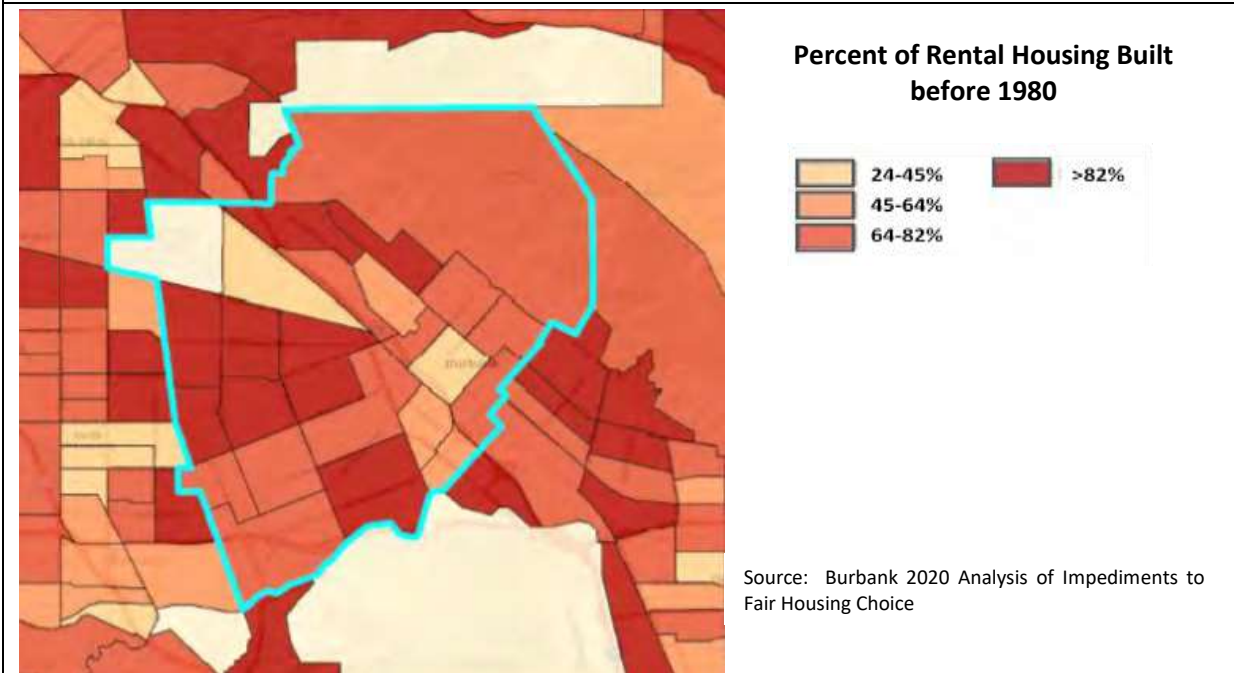 Percent of Rental Housing Built
before 1980
24-45%
>82%
45-64%
64-82%
Burbank
Source: Burbank 2020 Analysis of Impediments to
Fair Housing Choice